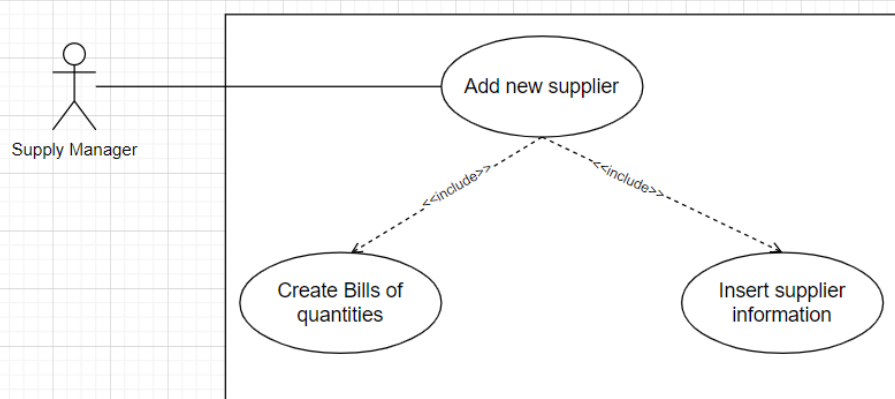 Add new supplier
Supply Manager
<<include>>
<<include>>
Create Bills of
quantities
Insert supplier
information